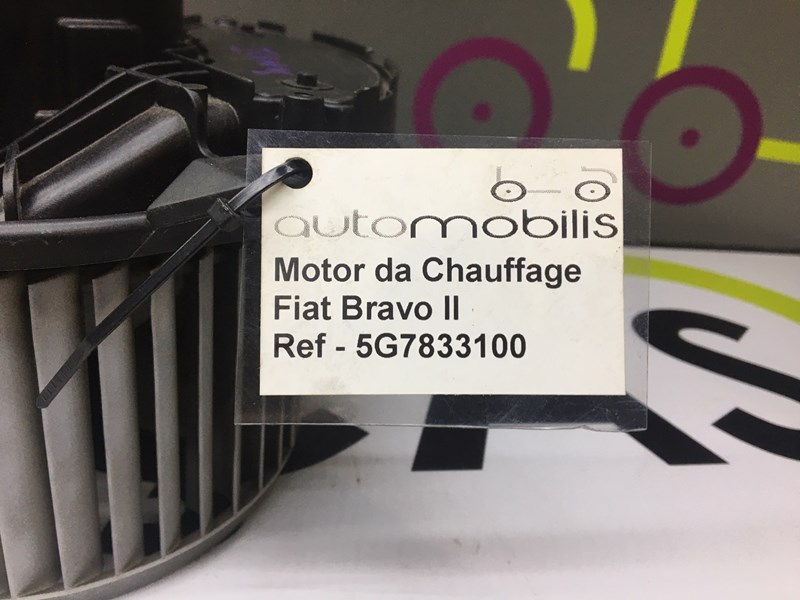 automobilis
Motor da Chauffage
Fiat Bravo II
Ref - 5G7833100